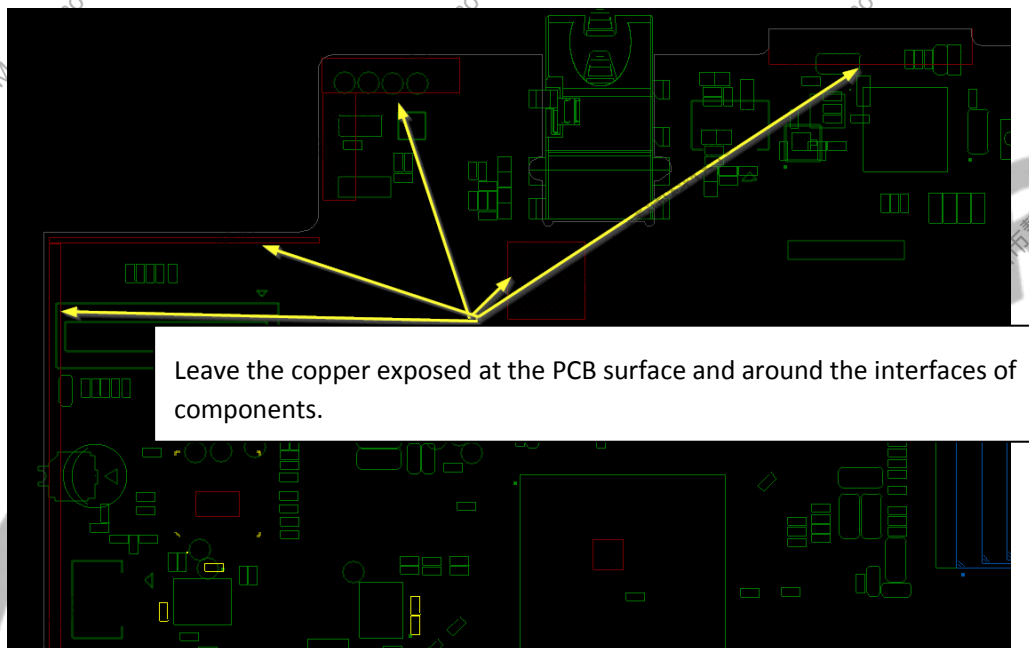 Leave the copper exposed at the PCB surface and around the interfaces of
components.